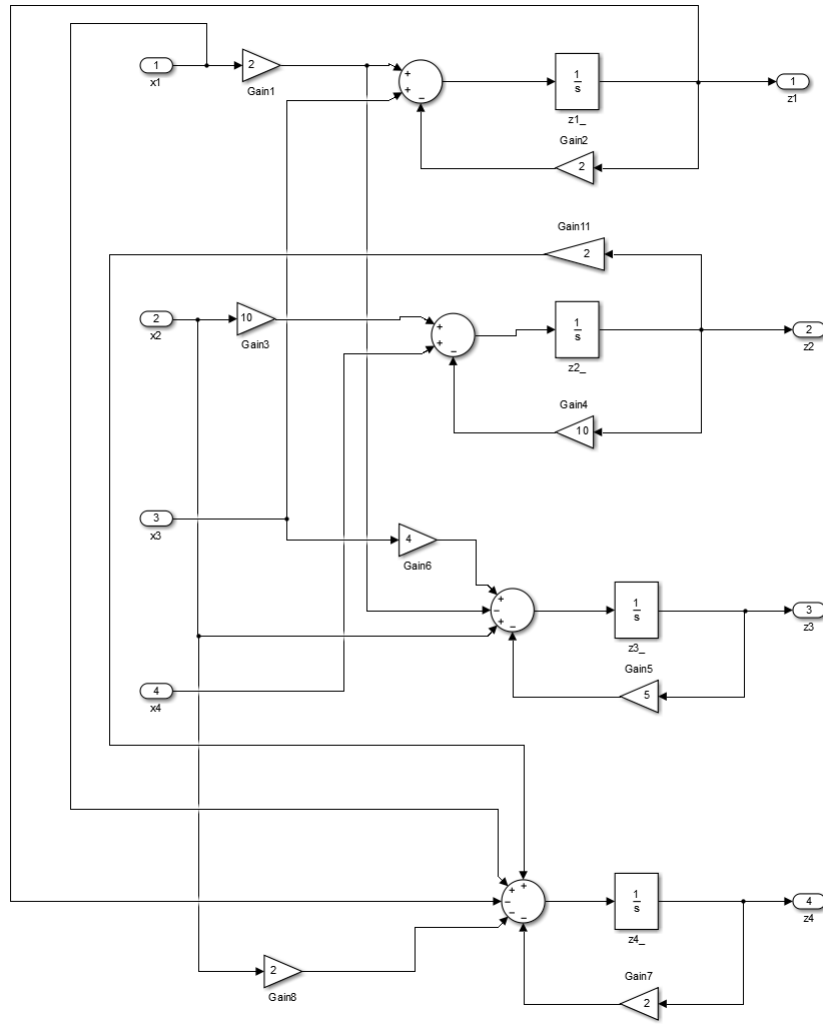 1
x1
2
Gain1
+
+
−
1
s
z1_
1
z1
Gain2
2
Gain11
2
2
x2
10
Gain3
+
+
−
1
s
z2_
2
z2
Gain4
10
3
x3
4
Gain6
+
−
+
−
1
s
z3_
3
z3
Gain5
5
4
x4
+
+
−
−
−
1
s
z4_
4
z4
Gain7
2
2
Gain8